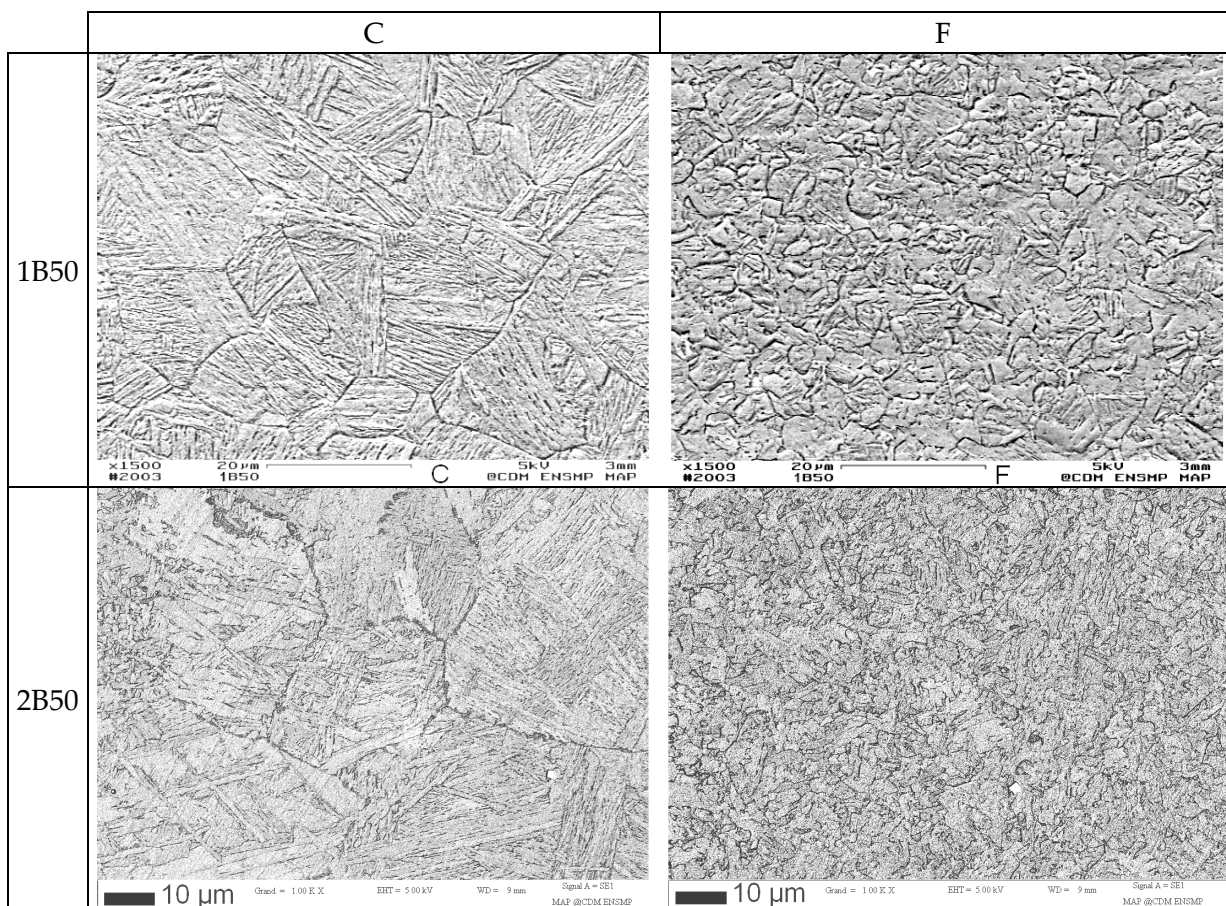 C F
1B50
x1500 20µm 5kV 3mm
#2003 1B50 C @CDM ENSMP MAP
x1500 20µm 5kV 3mm
#2003 1B50 F @CDM ENSMP MAP
2B50
10 µm Grand. = 1.00 K X EHT = 5.00 kV WD = 9 mm Signal A = SE1
MAP @CDM ENSMP
10 µm Grand. = 1.00 K X EHT = 5.00 kV WD = 9 mm Signal A = SE1
MAP @CDM ENSMP